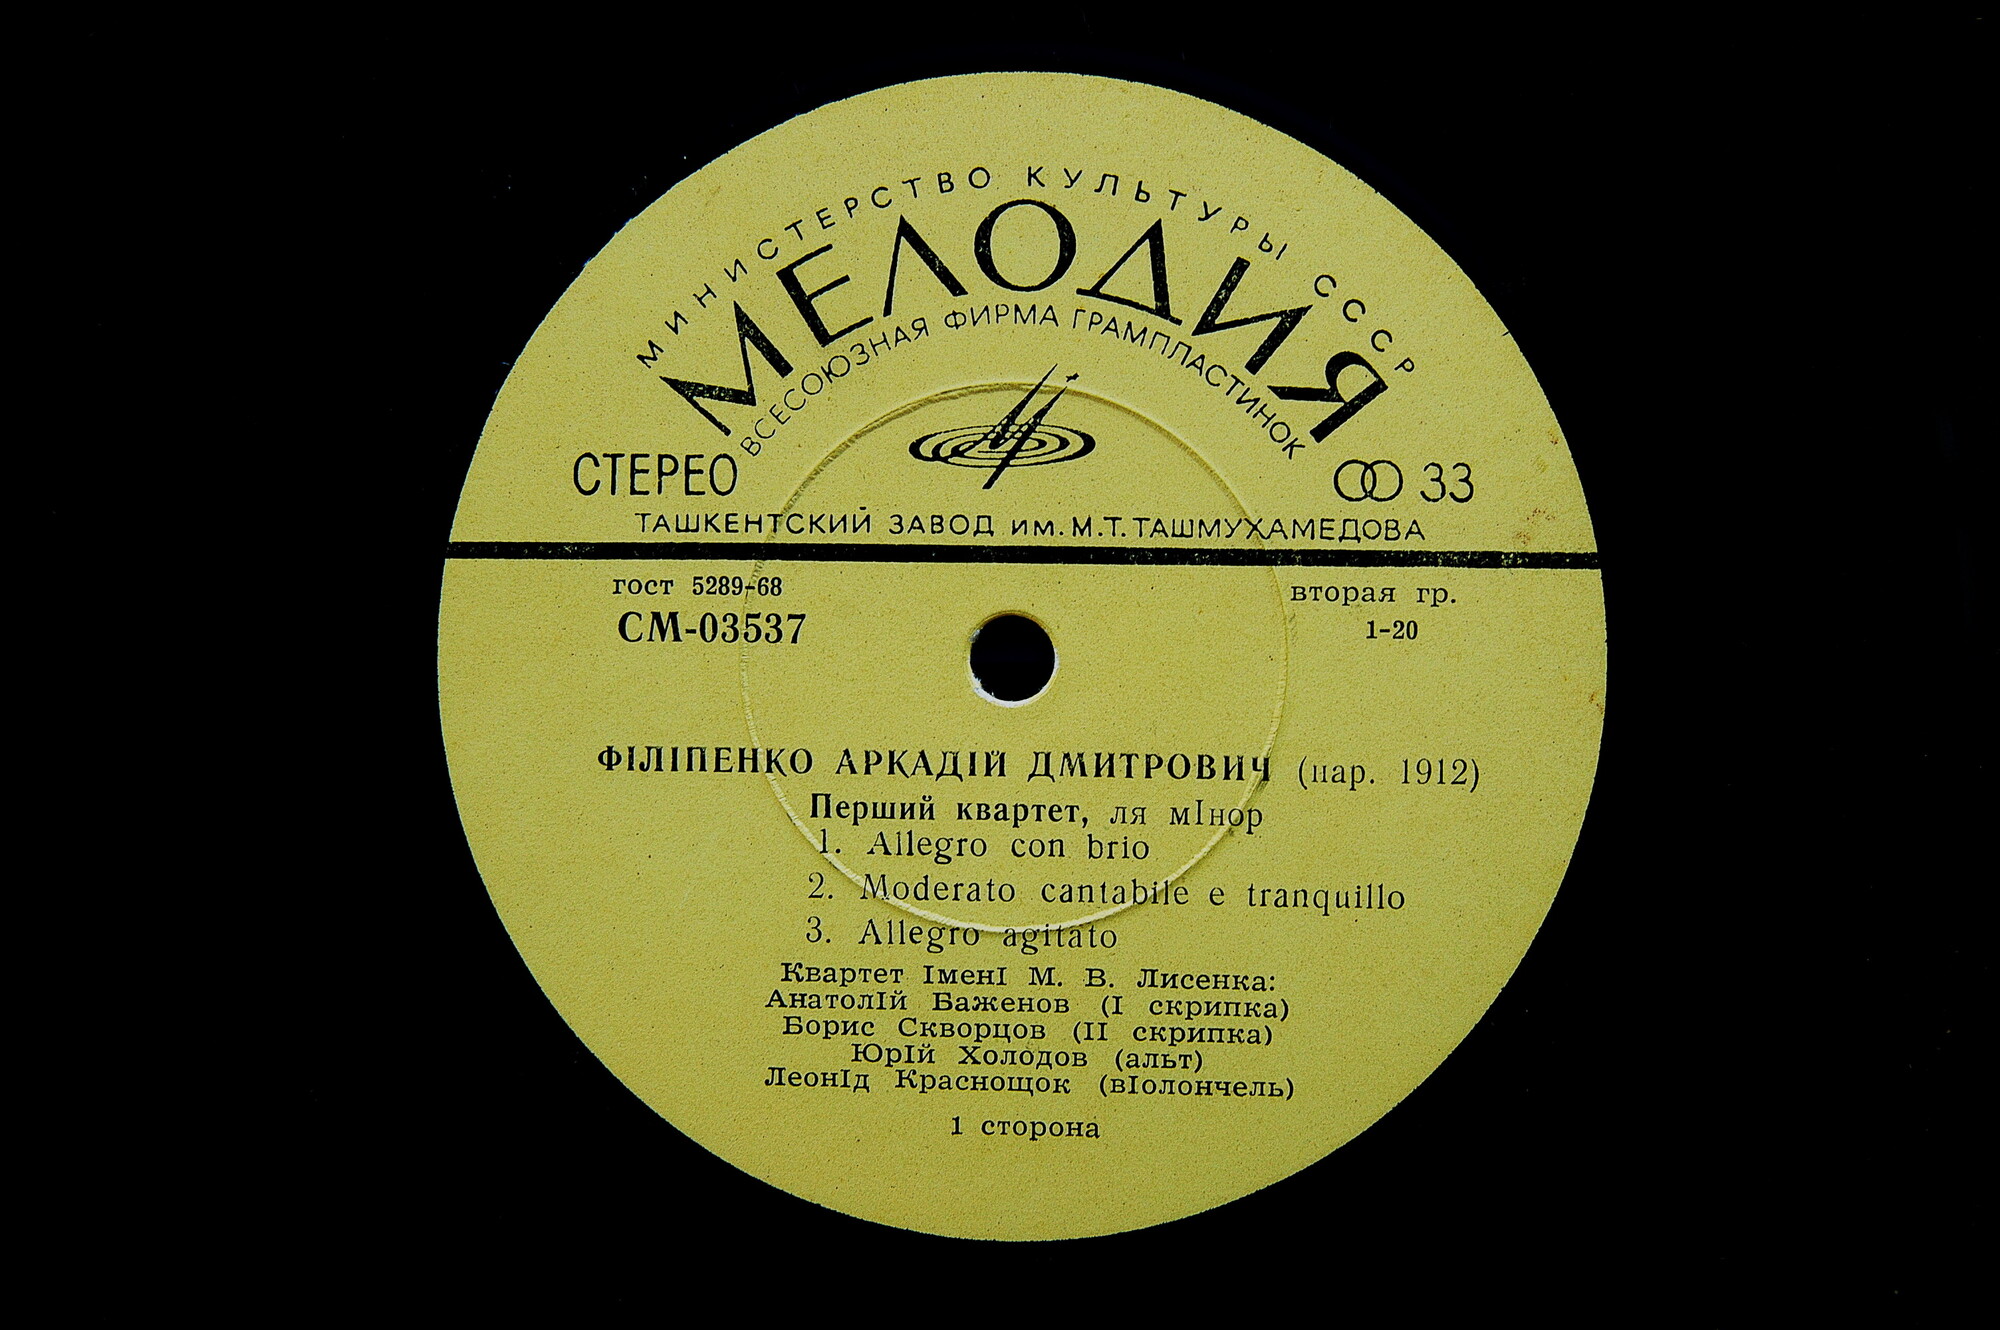 МИНИСТЕРСТВО КУЛЬТУРЫ СССР
МЕЛОДИЯ
ВСЕСОЮЗНАЯ ФИРМА ГРАМПЛАСТИНОК
СТЕРЕО
33
ТАШКЕНТСКИЙ ЗАВОД им. М.Т. ТАШМУХАМЕДОВА
гост 5289-68
вторая гр.
СМ-03537
1-20
ФІЛІПЕНКО АРКАДІЙ ДМИТРОВИЧ (нар. 1912)
Перший квартет, ля мІнор
1. Allegro con brio
2. Moderato cantabile e tranquillo
3. Allegro agitato
Квартет ІменІ М. В. Лисенка:
АнатолІй Баженов (І скрипка)
Борис Скворцов (ІІ скрипка)
ЮрІй Холодов (альт)
ЛеонІд Краснощок (вІолончель)
1 сторона